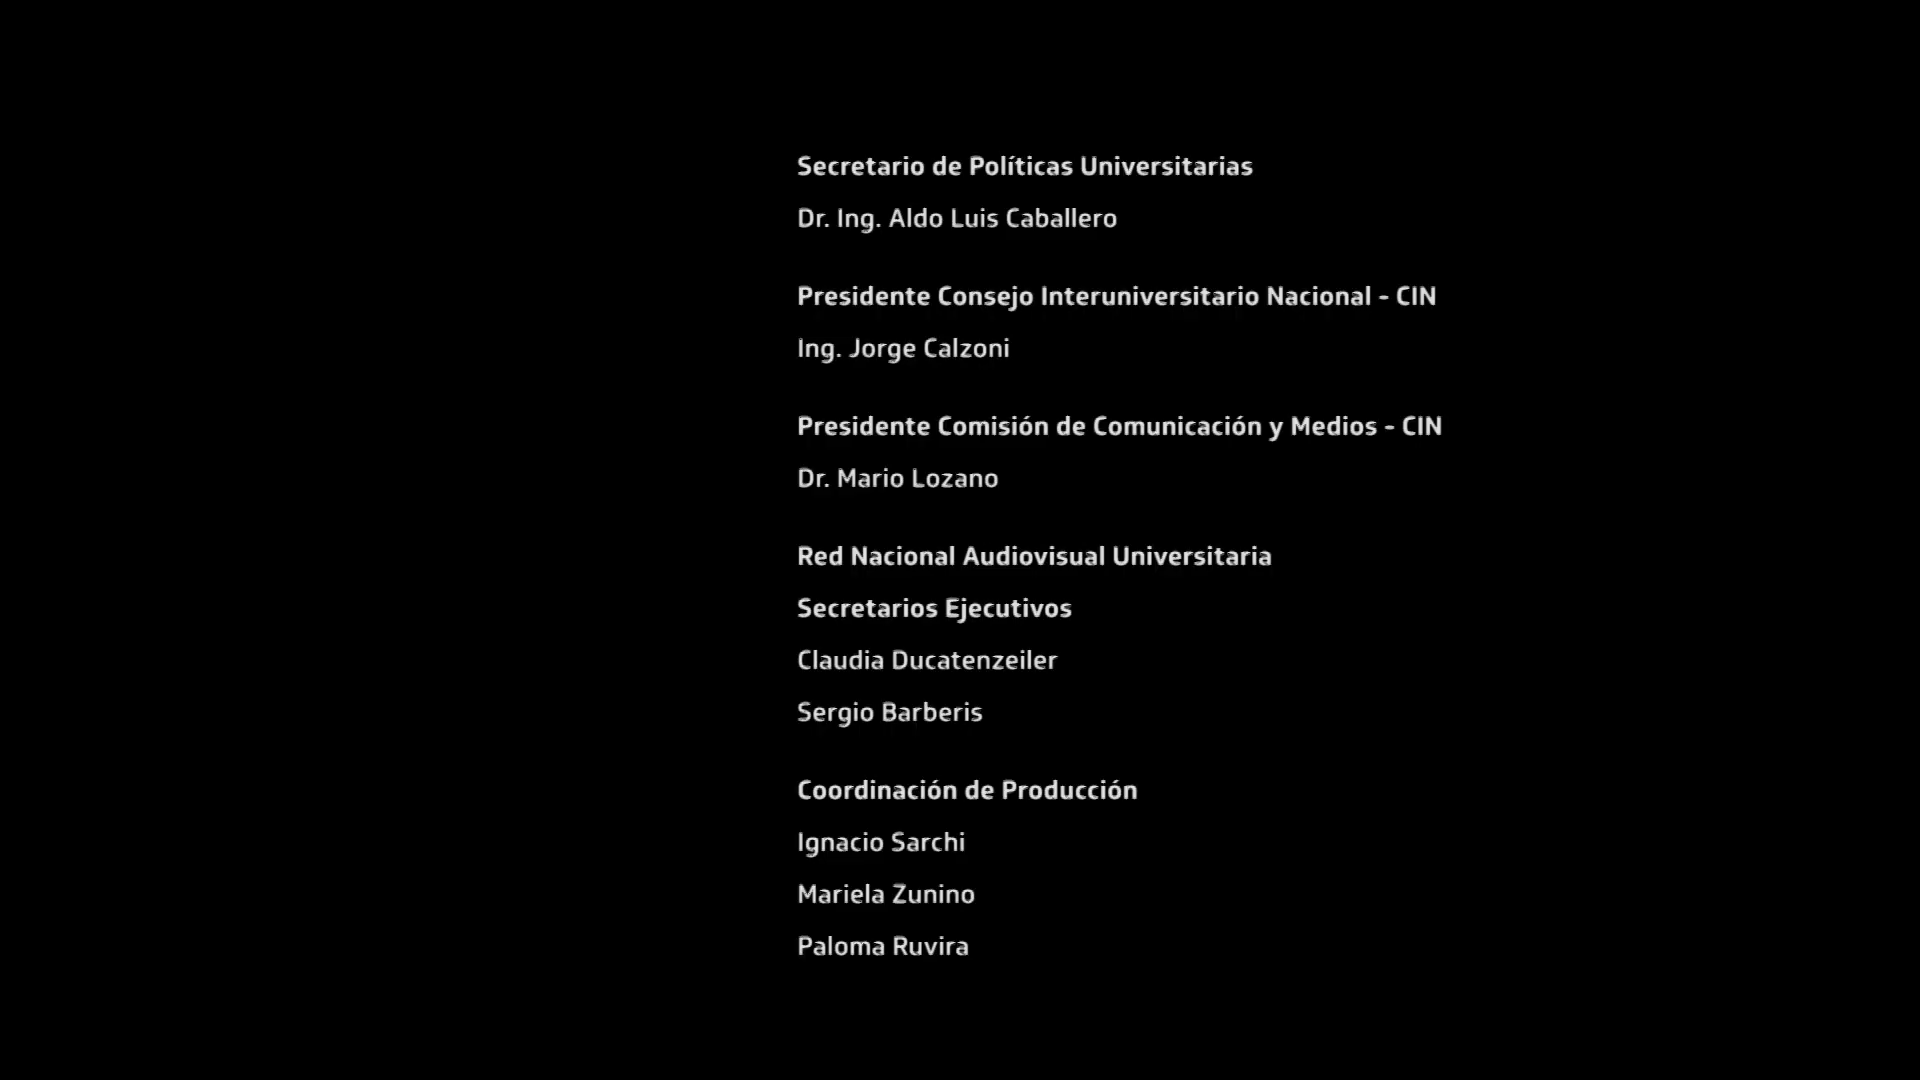 Secretario de Políticas Universitarias
Dr. Ing. Aldo Luis Caballero
Presidente Consejo Interuniversitario Nacional - CIN
Ing. Jorge Calzoni
Presidente Comisión de Comunicación y Medios - CIN
Dr. Mario Lozano
Red Nacional Audiovisual Universitaria
Secretarios Ejecutivos
Claudia Ducatenzeiler
Sergio Barberis
Coordinación de Producción
Ignacio Sarchi
Mariela Zunino
Paloma Ruvira